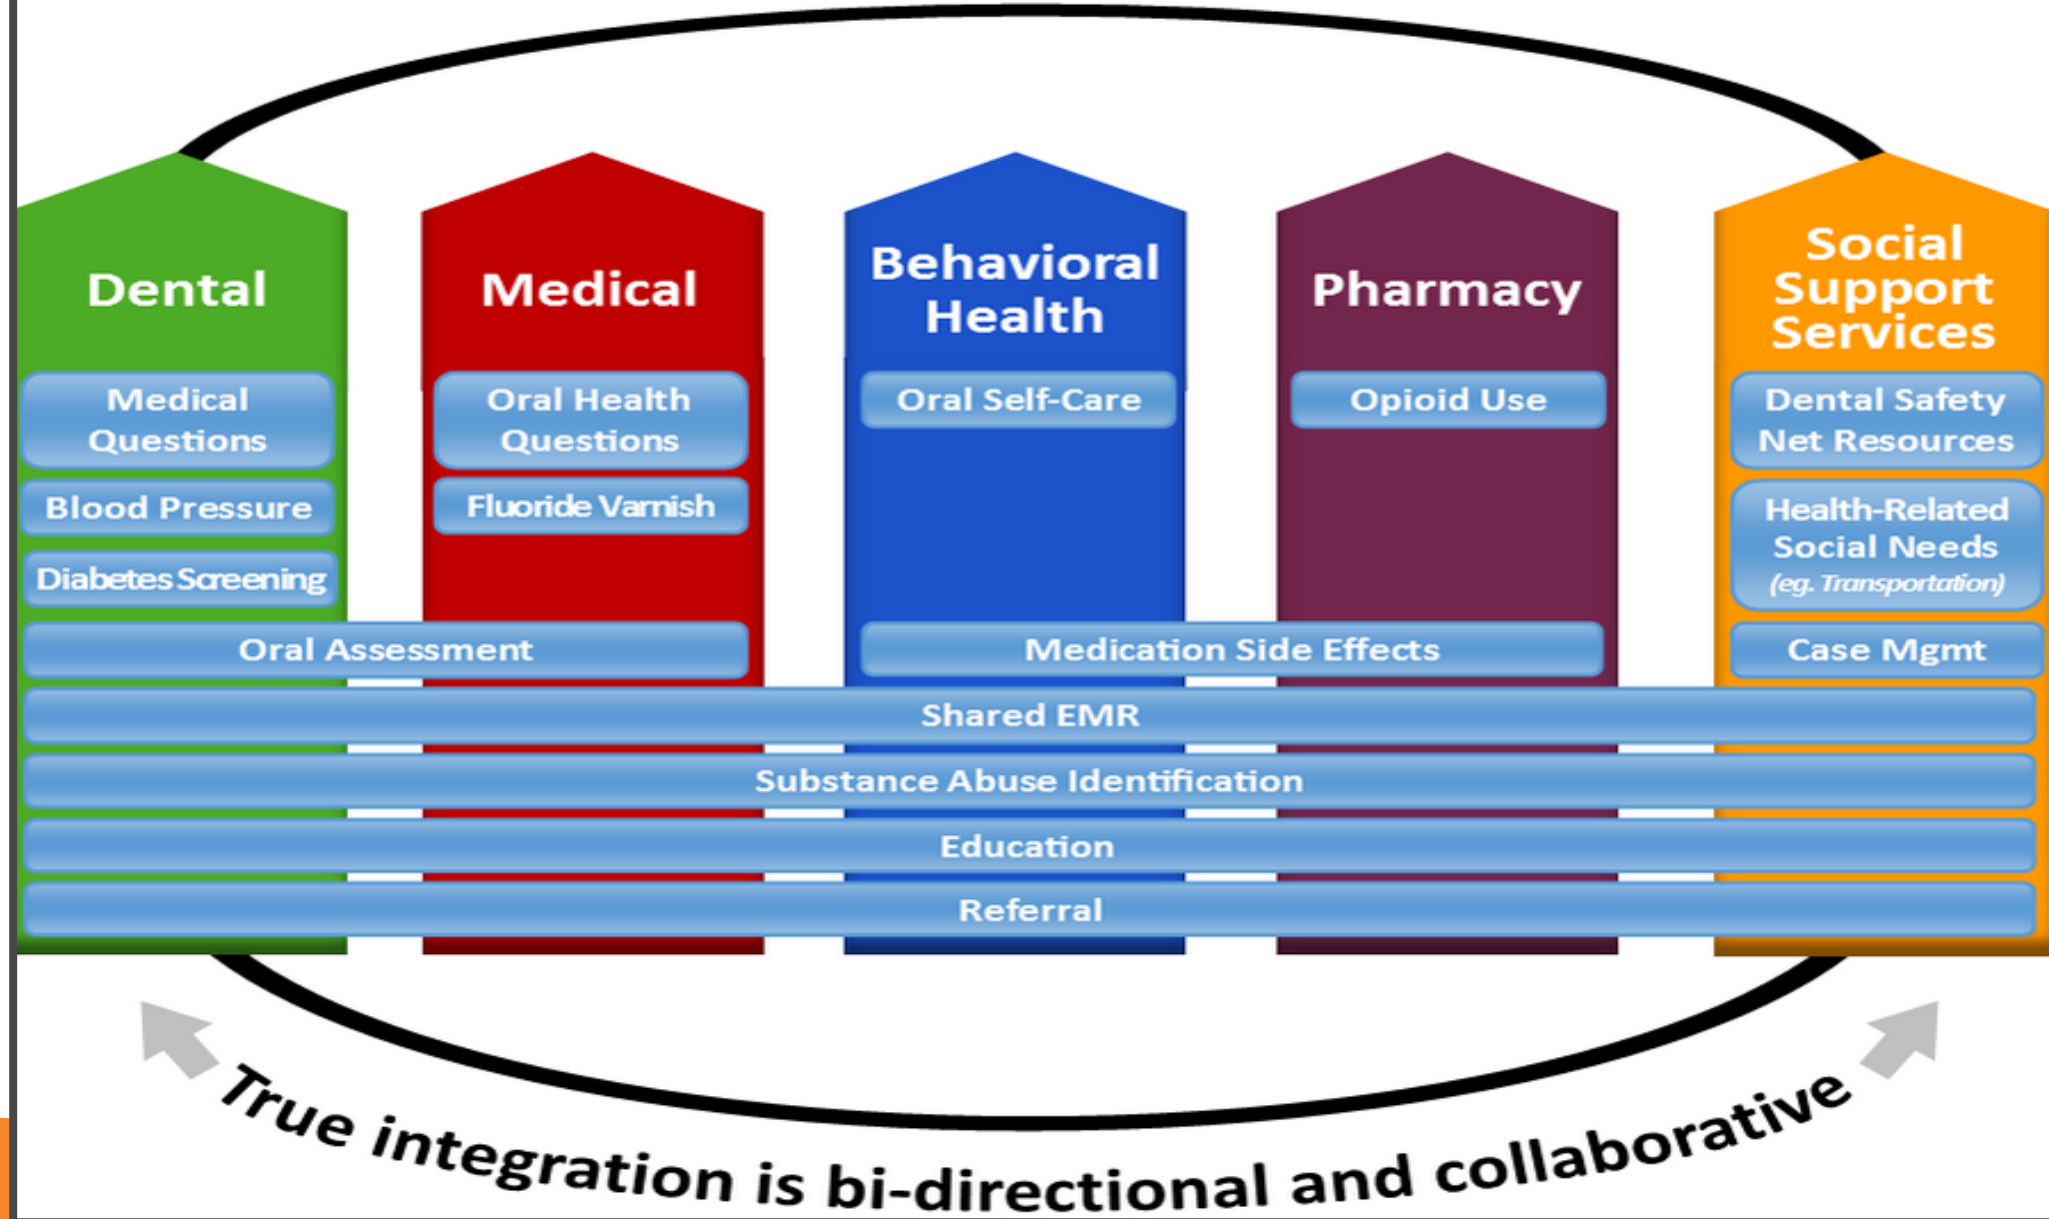 Dental
Medical
Questions
Blood Pressure
Diabetes Screening
Medical
Oral Health
Questions
Fluoride Varnish
Behavioral
Health
Oral Self-Care
Pharmacy
Opioid Use
Social
Support
Services
Dental Safety
Net Resources
Health-Related
Social Needs
(eg. Transportation)
Oral Assessment
Medication Side Effects
Case Mgmt
Shared EMR
Substance Abuse Identification
Education
Referral
True integration is bi-directional and collaborative